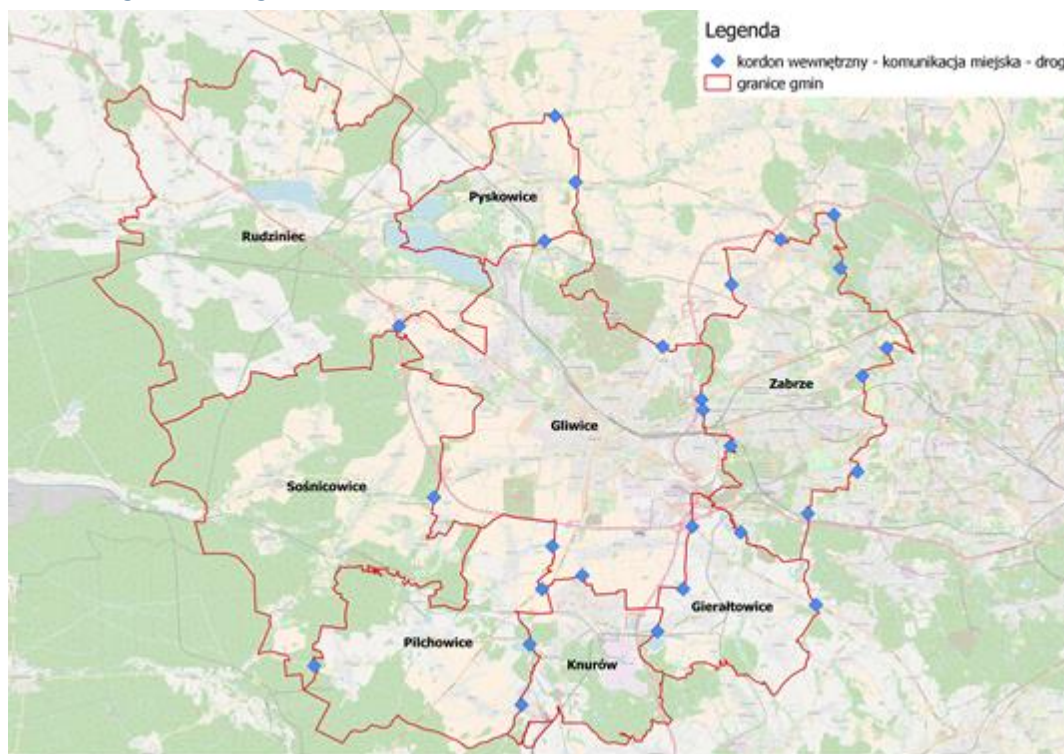 Legenda
kordon wewnętrzny - komunikacja miejska - drog
granice gmin
Pyskowice
Rudziniec
Zabrze
Gliwice
Sośnicowice
Gierałtowice
Pilchowice
Knurów